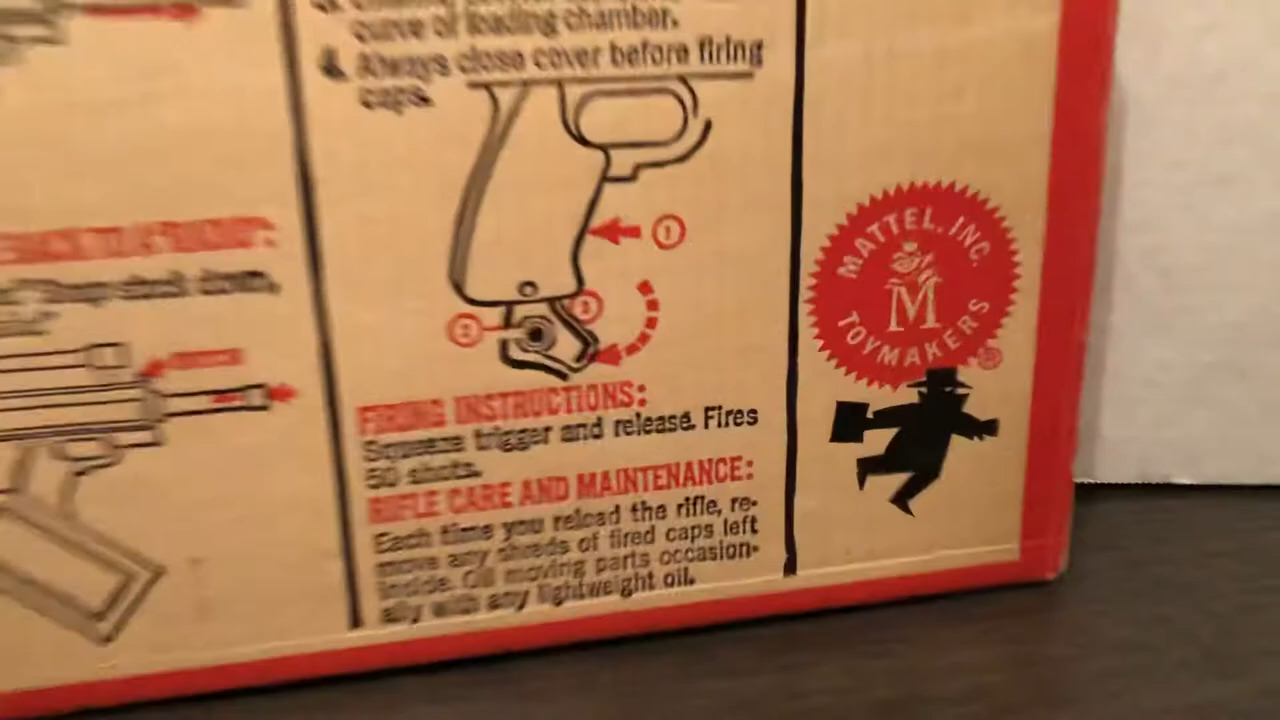 curve of loading chamber.
4. Always close cover before firing
caps.
1
2
3
FIRING INSTRUCTIONS:
Squeeze trigger and release. Fires
50 shots.
RIFLE CARE AND MAINTENANCE:
Each time you reload the rifle, re-
move any shreds of fired caps left
inside. Oil moving parts occasion-
ally with any lightweight oil.
stock down,
MATTEL, INC.
M
TOYMAKERS
®